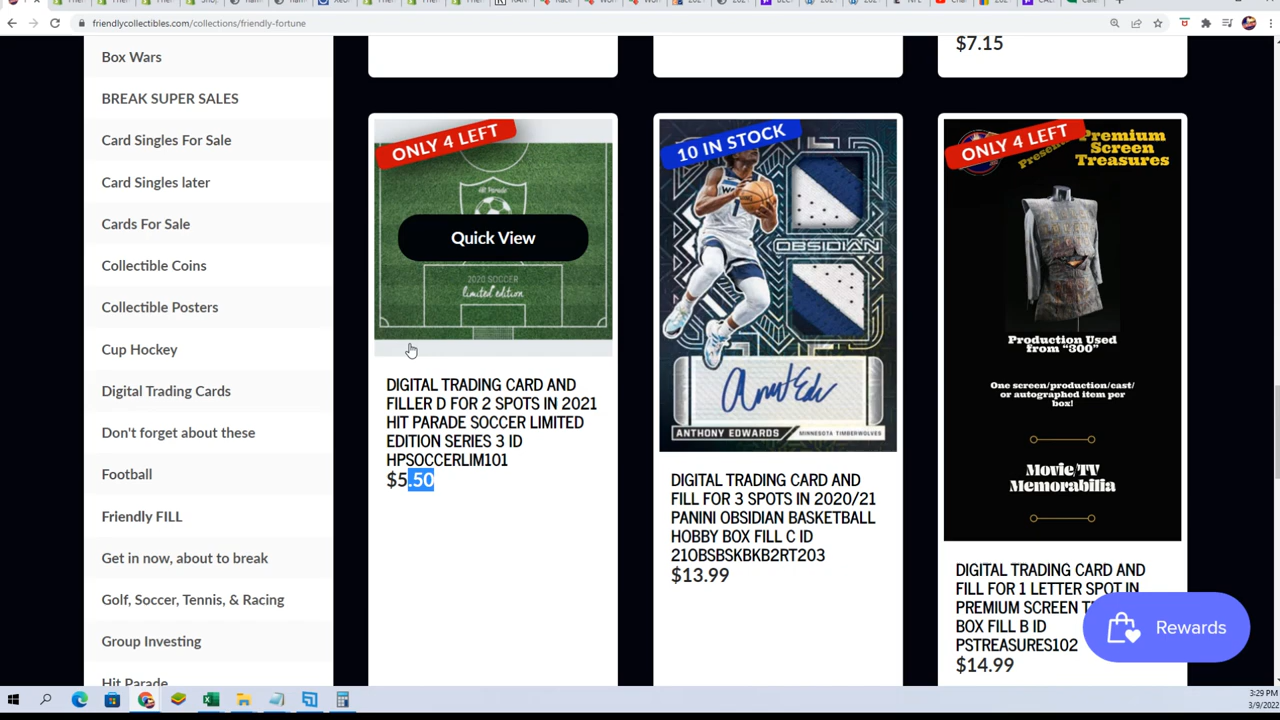 friendlycollectibles.com/collections/friendly-fortune
Box Wars
BREAK SUPER SALES
Card Singles For Sale
Card Singles later
Cards For Sale
Collectible Coins
Collectible Posters
Cup Hockey
Digital Trading Cards
Don't forget about these
Football
Friendly FILL
Get in now, about to break
Golf, Soccer, Tennis, & Racing
Group Investing
Hit Parade
$7.15
ONLY 4 LEFT
Hit Parade
Quick View
2020 SOCCER
limited edition
DIGITAL TRADING CARD AND
FILLER D FOR 2 SPOTS IN 2021
HIT PARADE SOCCER LIMITED
EDITION SERIES 3 ID
HPSOCCERLIM101
$5.50
10 IN STOCK
OBSIDIAN
ANTHONY EDWARDS
MINNESOTA TIMBERWOLVES
DIGITAL TRADING CARD AND
FILL FOR 3 SPOTS IN 2020/21
PANINI OBSIDIAN BASKETBALL
HOBBY BOX FILL C ID
21OBSBSKBKB2RT203
$13.99
ONLY 4 LEFT
Premium
Screen
Treasures
Production Used
from "300"
One screen/production/cast/
or autographed item per
box!
Movie/TV
Memorabilia
DIGITAL TRADING CARD AND
FILL FOR 1 LETTER SPOT IN
PREMIUM SCREEN T
BOX FILL B ID
PSTREASURES102
$14.99
Rewards
3:29 PM
3/9/2022